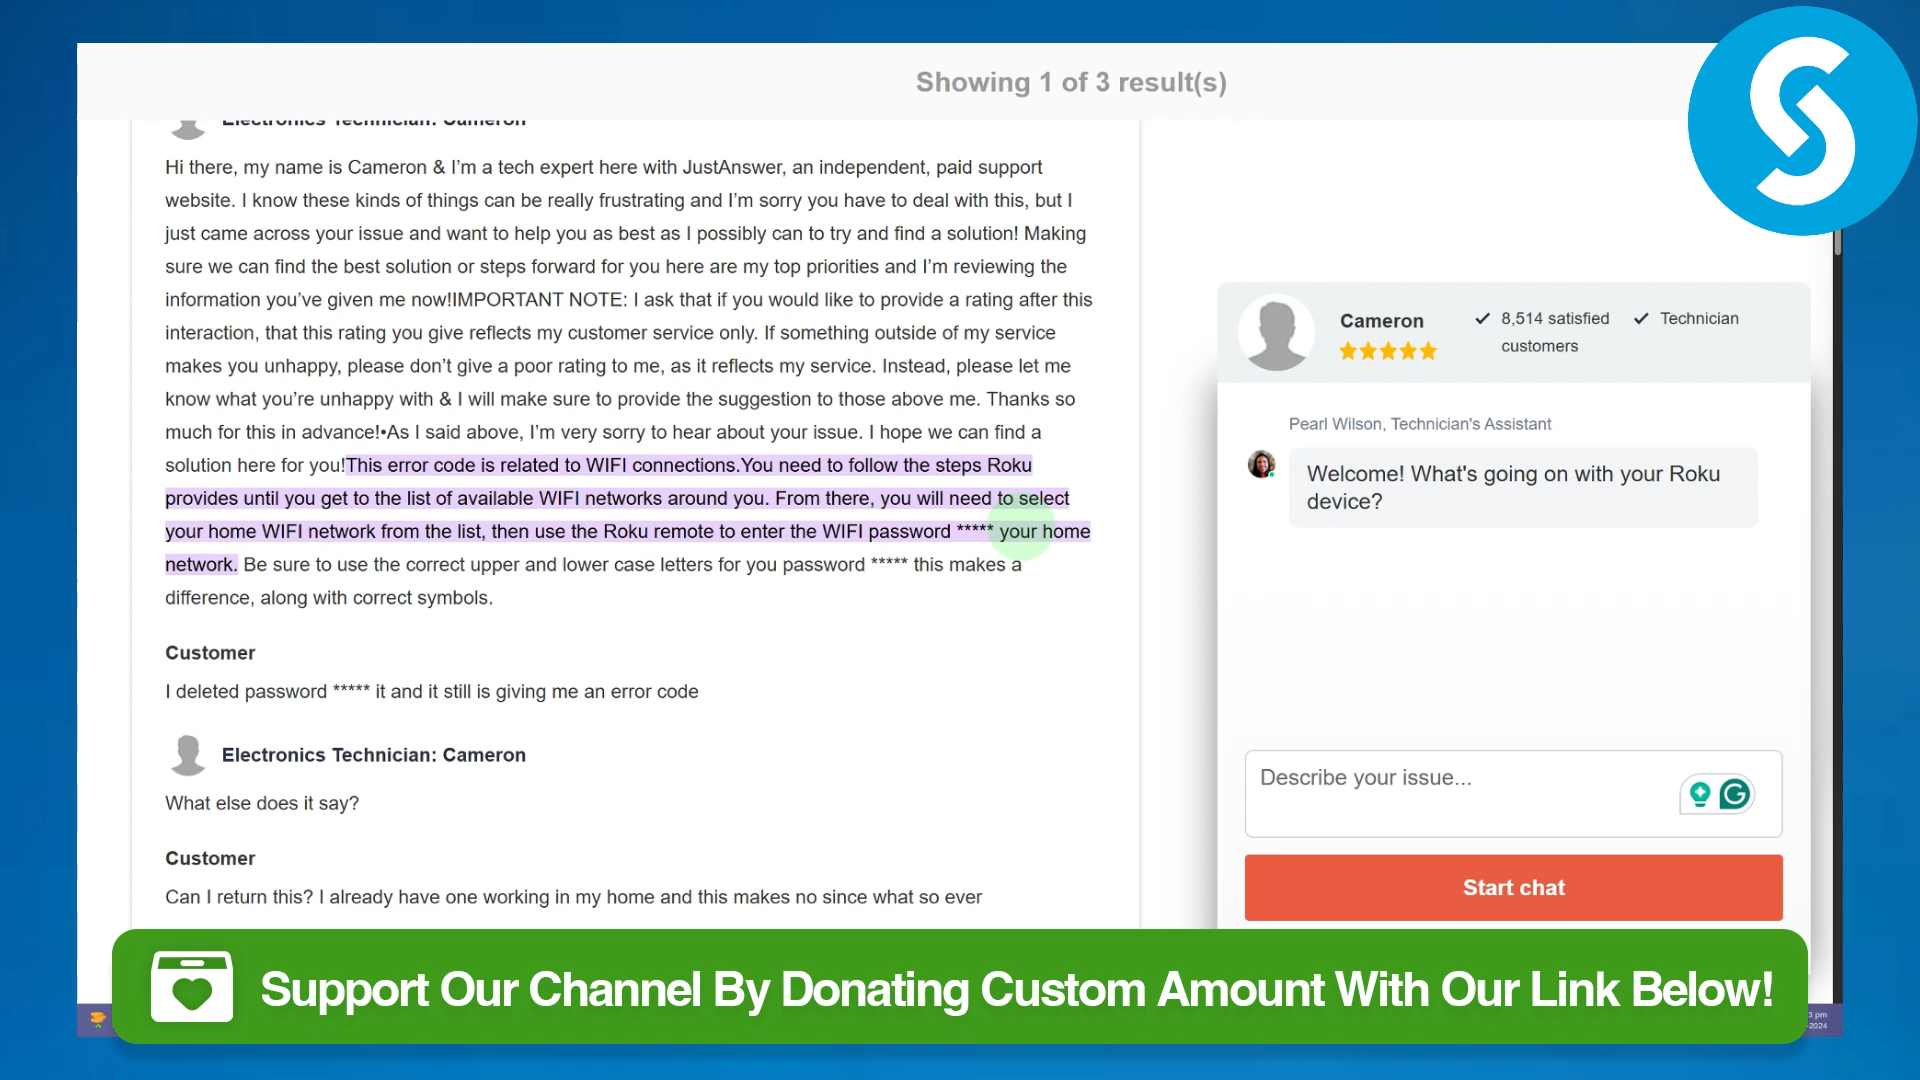 Showing 1 of 3 result(s)
Electronics Technician: Cameron
Hi there, my name is Cameron & I'm a tech expert here with JustAnswer, an independent, paid support
website. I know these kinds of things can be really frustrating and I'm sorry you have to deal with this, but I
just came across your issue and want to help you as best as I possibly can to try and find a solution! Making
sure we can find the best solution or steps forward for you here are my top priorities and I'm reviewing the
information you've given me now!IMPORTANT NOTE: I ask that if you would like to provide a rating after this
interaction, that this rating you give reflects my customer service only. If something outside of my service
makes you unhappy, please don't give a poor rating to me, as it reflects my service. Instead, please let me
know what you're unhappy with & I will make sure to provide the suggestion to those above me. Thanks so
much for this in advance!•As I said above, I'm very sorry to hear about your issue. I hope we can find a
solution here for you!This error code is related to WIFI connections.You need to follow the steps Roku
provides until you get to the list of available WIFI networks around you. From there, you will need to select
your home WIFI network from the list, then use the Roku remote to enter the WIFI password ***** your home
network. Be sure to use the correct upper and lower case letters for you password ***** this makes a
difference, along with correct symbols.
Customer
I deleted password ***** it and it still is giving me an error code
Electronics Technician: Cameron
What else does it say?
Customer
Can I return this? I already have one working in my home and this makes no since what so ever
Cameron
8,514 satisfied
customers
Technician
Pearl Wilson, Technician's Assistant
Welcome! What's going on with your Roku
device?
Describe your issue...
Start chat
Support Our Channel By Donating Custom Amount With Our Link Below!
3 pm
-2024